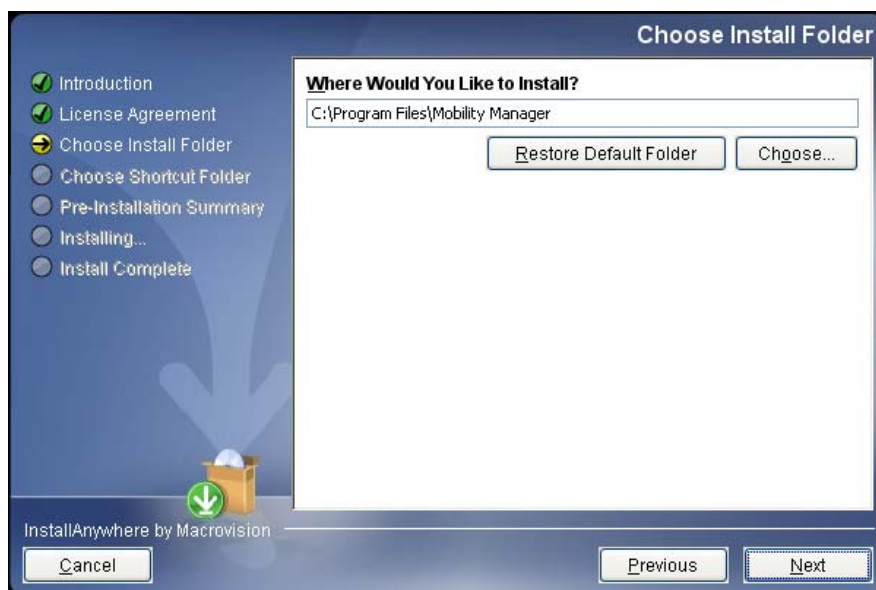 Choose Install Folder
Introduction
License Agreement
Choose Install Folder
Choose Shortcut Folder
Pre-Installation Summary
Installing...
Install Complete
Where Would You Like to Install?
C:\Program Files\Mobility Manager
Restore Default Folder
Choose...
InstallAnywhere by Macrovision
Cancel
Previous
Next